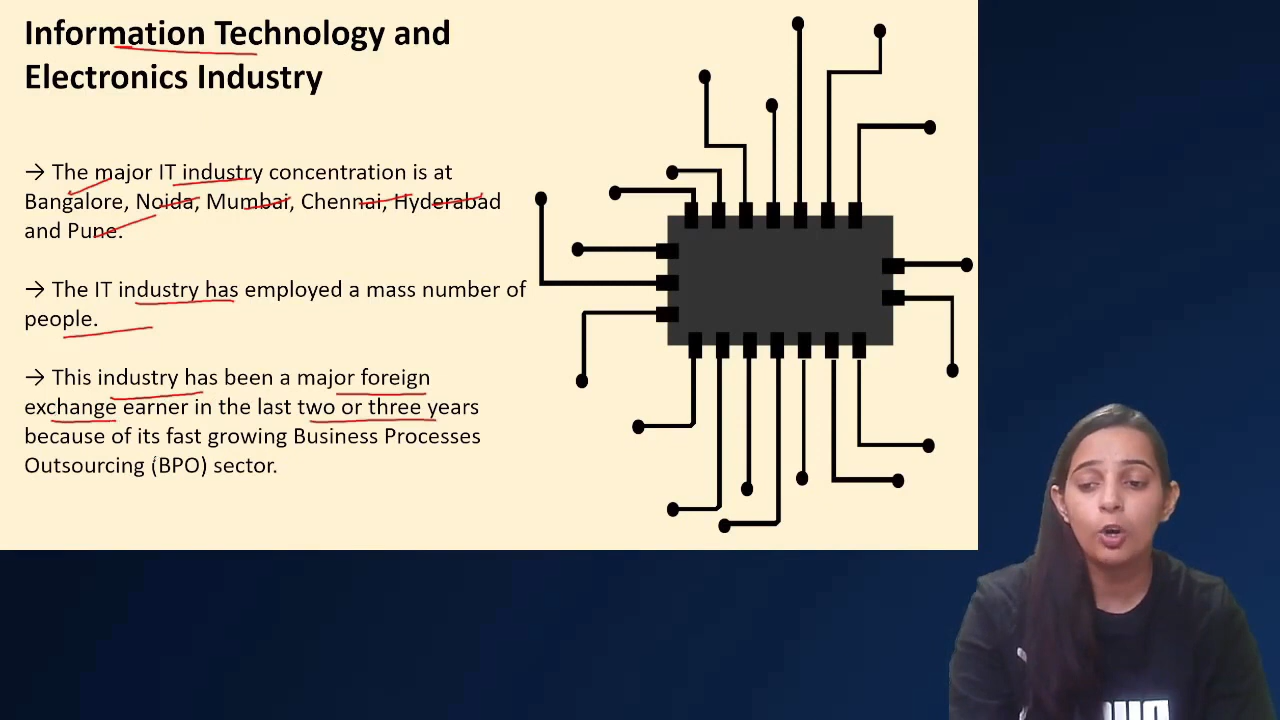 Information Technology and
Electronics Industry
→ The major IT industry concentration is at
Bangalore, Noida, Mumbai, Chennai, Hyderabad
and Pune.
→ The IT industry has employed a mass number of
people.
→ This industry has been a major foreign
exchange earner in the last two or three years
because of its fast growing Business Processes
Outsourcing (BPO) sector.